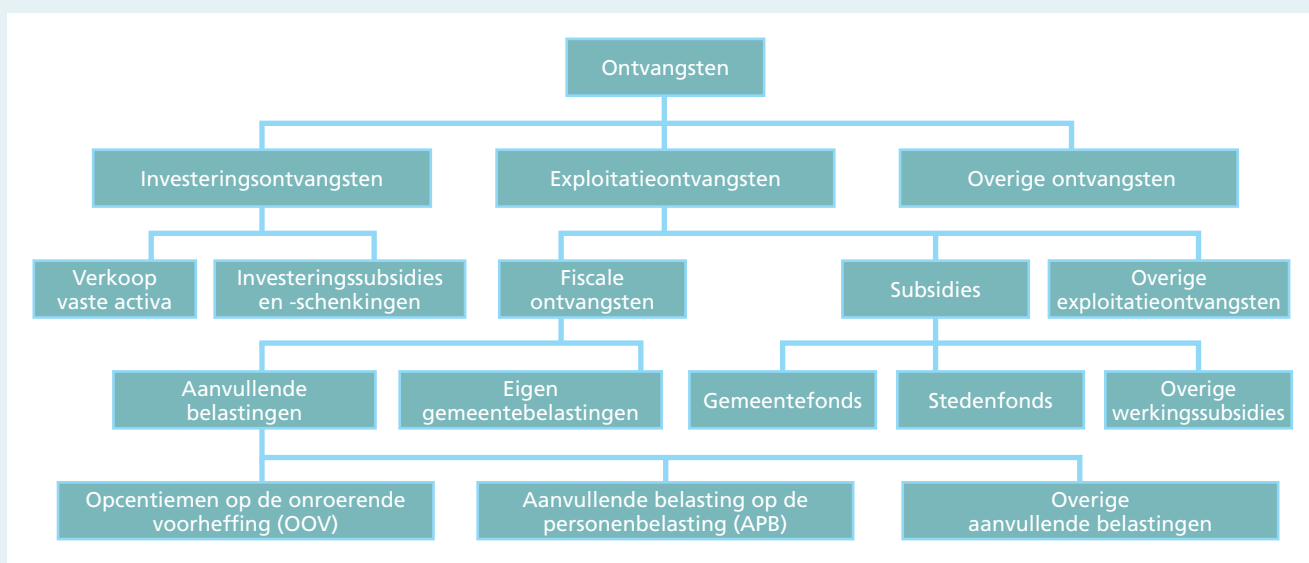 Ontvangsten
Investeringsontvangsten
Exploitatieontvangsten
Overige ontvangsten
Verkoop
vaste activa
Investeringssubsidies
en -schenkingen
Fiscale
ontvangsten
Subsidies
Overige
exploitatieontvangsten
Aanvullende
belastingen
Eigen
gemeentebelastingen
Gemeentefonds
Stedenfonds
Overige
werkingssubsidies
Opcentiemen op de onroerende
voorheffing (OOV)
Aanvullende belasting op de
personenbelasting (APB)
Overige
aanvullende belastingen